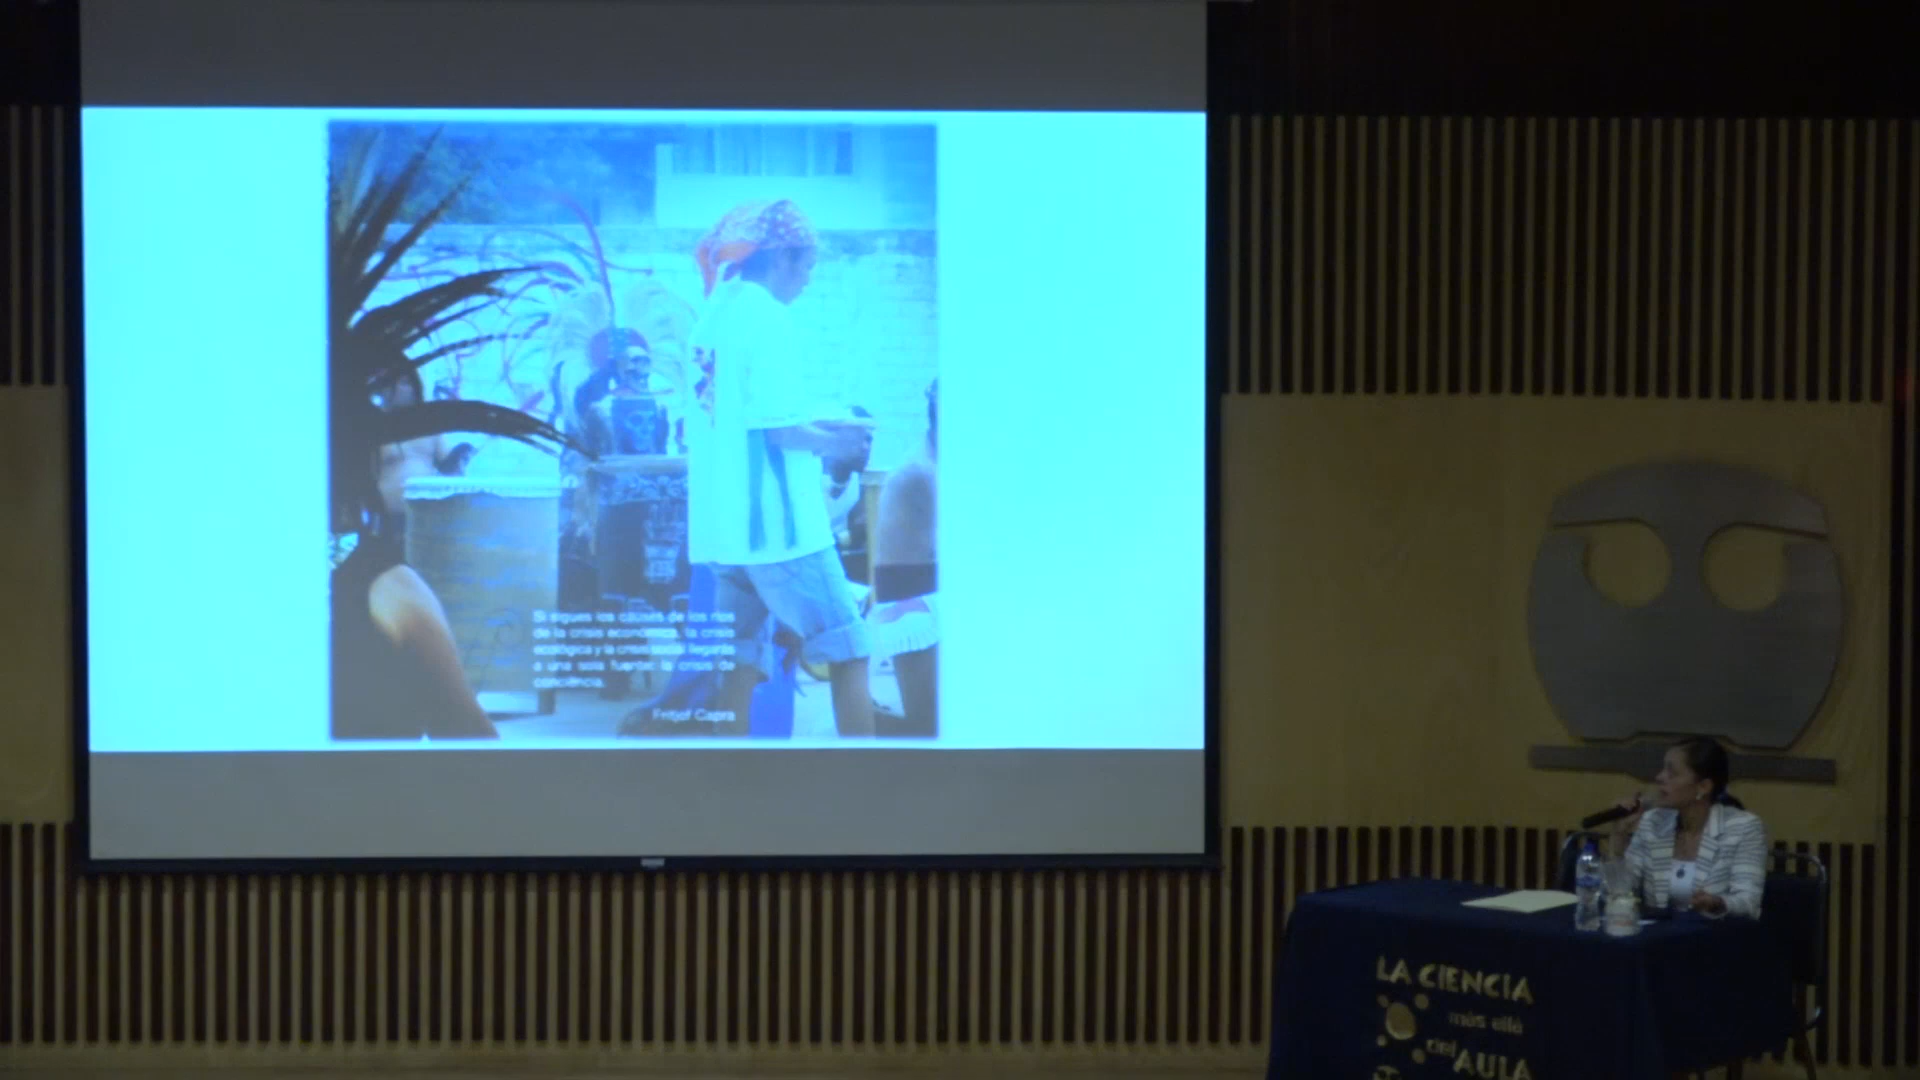 Si sigues los cauces de los ríos
de la crisis económica, la crisis
ecológica y la crisis social llegarás
a una sola fuente: la crisis de
conciencia.
Fritjof Capra
LA CIENCIA
más allá
del AULA